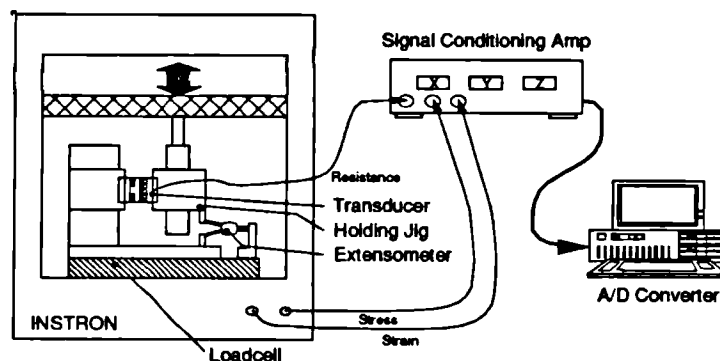 Signal Conditioning Amp
X Y Z
Resistance
Transducer
Holding Jig
Extensometer
A/D Converter
INSTRON
Stress
Strain
Loadcell